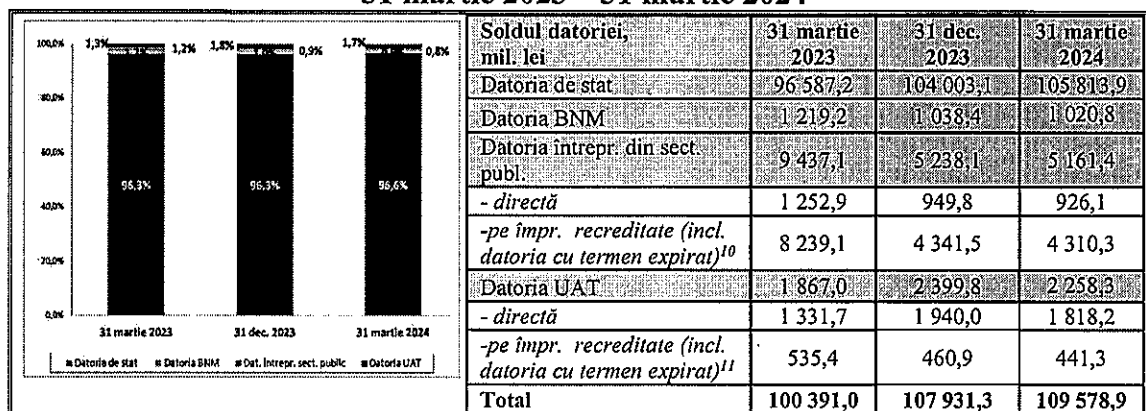 31 martie 2023 – 31 martie 2024
100,0%
80,0%
60,0%
40,0%
20,0%
0,0%
1,3%
1,2%
1,8%
0,9%
1,7%
0,8%
96,3%
96,3%
96,6%
31 martie 2023
31 dec. 2023
31 martie 2024
Datoria de stat Datoria BNM Dat. întrepr. sect. public Datoria UAT
Soldul datoriei, mil. lei 31 martie 2023 31 dec. 2023 31 martie 2024
Datoria de stat 96 587,2 104 003,1 105 813,9
Datoria BNM 1 219,2 1 038,4 1 020,8
Datoria întrepr. din sect. publ. 9 437,1 5 238,1 5 161,4
- directă 1 252,9 949,8 926,1
-pe împr. recreditate (incl. datoria cu termen expirat)10 8 239,1 4 341,5 4 310,3
Datoria UAT 1 867,0 2 399,8 2 258,3
- directă 1 331,7 1 940,0 1 818,2
-pe împr. recreditate (incl. datoria cu termen expirat)11 535,4 460,9 441,3
Total 100 391,0 107 931,3 109 578,9